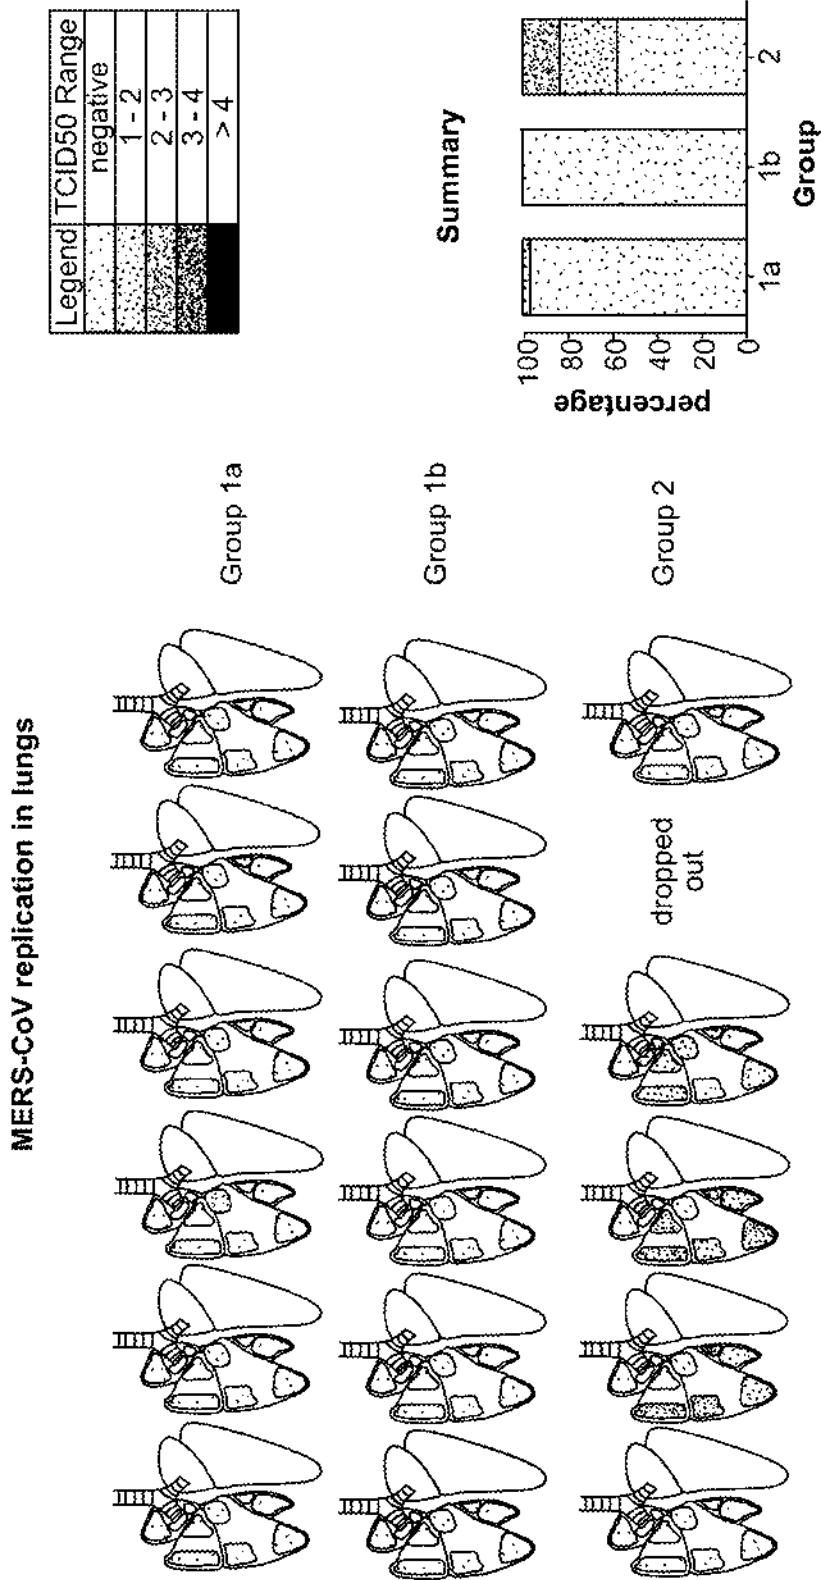 MERS-CoV replication in lungs
Group 1a
Group 1b
dropped
out
Group 2
Legend TCID50 Range
negative
1 - 2
2 - 3
3 - 4
> 4
Summary
percentage
100
80
60
40
20
0
1a 1b 2
Group